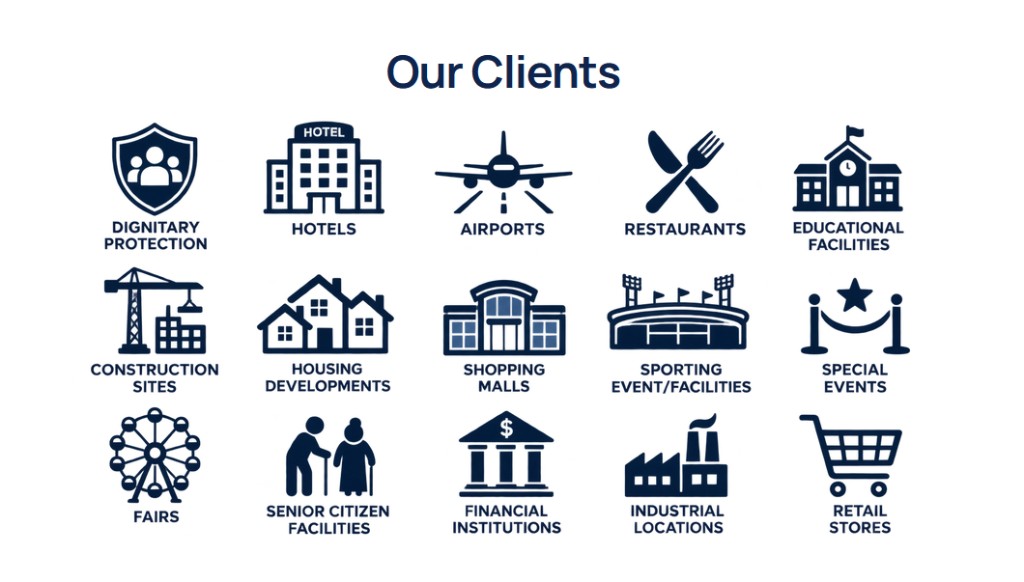 Our Clients
HOTEL
DIGNITARY
PROTECTION
HOTELS
AIRPORTS
RESTAURANTS
EDUCATIONAL
FACILITIES
CONSTRUCTION
SITES
HOUSING
DEVELOPMENTS
SHOPPING
MALLS
SPORTING
EVENT/FACILITIES
SPECIAL
EVENTS
FAIRS
SENIOR CITIZEN
FACILITIES
$
FINANCIAL
INSTITUTIONS
INDUSTRIAL
LOCATIONS
RETAIL
STORES